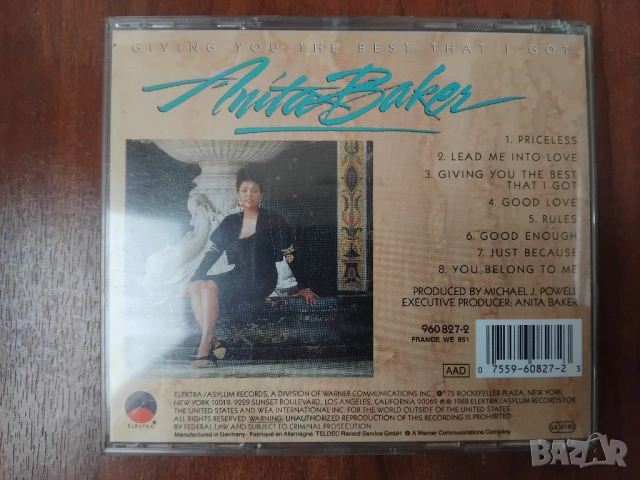 GIVING YOU THE BEST THAT I GOT
Anita Baker
1. PRICELESS
2. LEAD ME INTO LOVE
3. GIVING YOU THE BEST
THAT I GOT
4. GOOD LOVE
5. RULES
6. GOOD ENOUGH
7. JUST BECAUSE
8. YOU BELONG TO ME
PRODUCED BY MICHAEL J. POWELL
EXECUTIVE PRODUCER: ANITA BAKER
960 827-2
FRANCE: WE 851
AAD
0 7559-60827-2 3
ELEKTRA
ELEKTRA/ASYLUM RECORDS, A DIVISION OF WARNER COMMUNICATIONS INC., 75 ROCKEFELLER PLAZA, NEW YORK,
NEW YORK 10019. 9229 SUNSET BOULEVARD, LOS ANGELES, CALIFORNIA 90069 ℗© 1988 ELEKTRA/ASYLUM RECORDS FOR
THE UNITED STATES AND WEA INTERNATIONAL INC. FOR THE WORLD OUTSIDE OF THE UNITED STATES.
ALL RIGHTS RESERVED. WARNING: UNAUTHORIZED REPRODUCTION OF THIS RECORDING IS PROHIBITED
BY FEDERAL LAW AND SUBJECT TO CRIMINAL PROSECUTION
Manufactured in Germany · Fabriqué en Allemagne, TELDEC Record Service GmbH A Warner Communications Company
LC 0192
BAZAR.bg